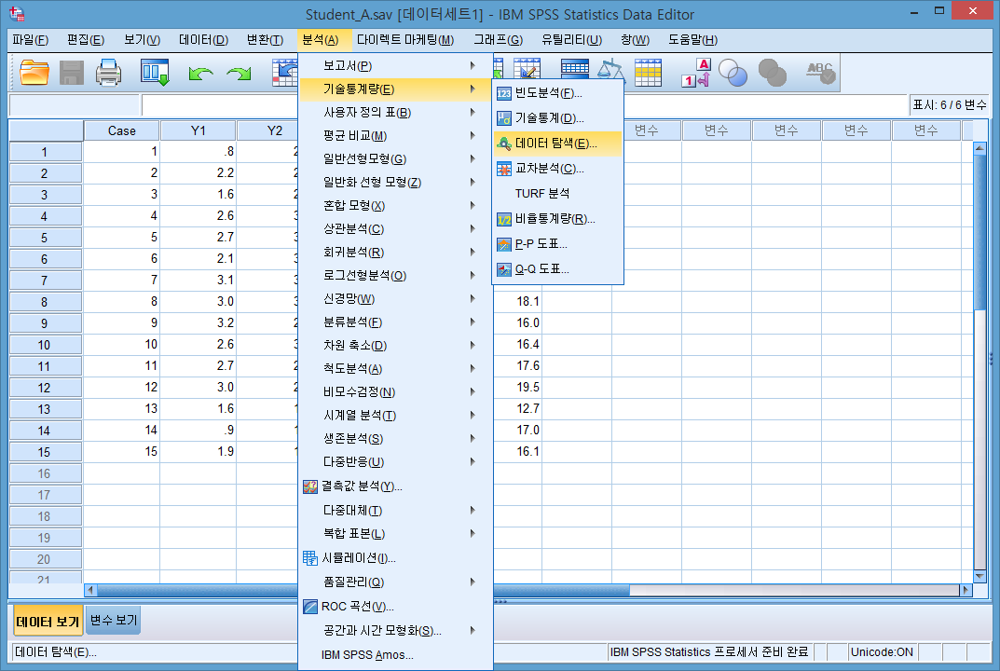 Student_A.sav [데이터세트1] - IBM SPSS Statistics Data Editor
파일(F) 편집(E) 보기(V) 데이터(D) 변환(T) 분석(A) 다이렉트 마케팅(M) 그래프(G) 유틸리티(U) 창(W) 도움말(H)
표시: 6 / 6 변수
보고서(P)
기술통계량(E)
사용자 정의 표(B)
평균 비교(M)
일반선형모형(G)
일반화 선형 모형(Z)
혼합 모형(X)
상관분석(C)
회귀분석(R)
로그선형분석(O)
신경망(W)
분류분석(F)
차원 축소(D)
척도분석(A)
비모수검정(N)
시계열 분석(T)
생존분석(S)
다중반응(U)
결측값 분석(Y)...
다중대체(T)
복합 표본(L)
시뮬레이션(I)...
품질관리(Q)
ROC 곡선(V)...
공간과 시간 모형화(S)...
IBM SPSS Amos...
빈도분석(F)...
기술통계(D)...
데이터 탐색(E)...
교차분석(C)...
TURF 분석
비율통계량(R)...
P-P 도표...
Q-Q 도표...
Case Y1 Y2 변수 변수 변수 변수 변수
1 1 .8 2
2 2 2.2 2
3 3 1.6 2
4 4 2.6 3
5 5 2.7 3
6 6 2.1 3
7 7 3.1 3
8 8 3.0 3 18.1
9 9 3.2 2 16.0
10 10 2.6 3 16.4
11 11 2.7 2 17.6
12 12 3.0 2 19.5
13 13 1.6 1 12.7
14 14 .9 1 17.0
15 15 1.9 1 16.1
16
17
18
19
20
21
데이터 보기 변수 보기
데이터 탐색(E)... IBM SPSS Statistics 프로세서 준비 완료 Unicode:ON